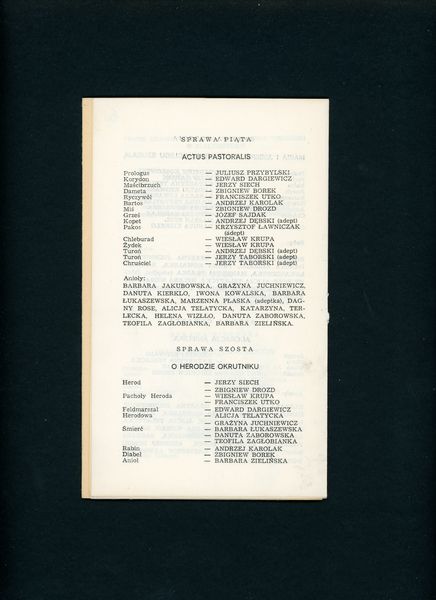 SPRAWA PIĄTA
ACTUS PASTORALIS
Prologus — JULIUSZ PRZYBYLSKI
Korydon — EDWARD DARGIEWICZ
Maścibrzuch — JERZY SIECH
Dameta — ZBIGNIEW BOREK
Ryczywół — FRANCISZEK UTKO
Bartos — ANDRZEJ KAROLAK
Miś — ZBIGNIEW DROZD
Grześ — JÓZEF SAJDAK
Kopet — ANDRZEJ DĘBSKI (adept)
Pakos — KRZYSZTOF ŁAWNICZAK
(adept)
Chleburad — WIESŁAW KRUPA
Żydek — WIESŁAW KRUPA
Turoń — ANDRZEJ DĘBSKI (adept)
Turoń — JERZY TABORSKI (adept)
Chruściel — JERZY TABORSKI (adept)
Anioły:
BARBARA JAKUBOWSKA, GRAŻYNA JUCHNIEWICZ,
DANUTA KIERKLO, IWONA KOWALSKA, BARBARA
ŁUKASZEWSKA, MARZENNA PŁASKA (adeptka), DAG-
NY ROSE, ALICJA TELATYCKA, KATARZYNA, TER-
LECKA, HELENA WIZŁŁO, DANUTA ZABOROWSKA,
TEOFILA ZAGŁOBIANKA, BARBARA ZIELIŃSKA.
SPRAWA SZOSTA
O HERODZIE OKRUTNIKU
Herod — JERZY SIECH
— ZBIGNIEW DROZD
Pachoły Heroda — WIESŁAW KRUPA
— FRANCISZEK UTKO
Feldmarszał — EDWARD DARGIEWICZ
Herodowa — ALICJA TELATYCKA
— GRAŻYNA JUCHNIEWICZ
Śmierć — BARBARA ŁUKASZEWSKA
— DANUTA ZABOROWSKA
— TEOFILA ZAGŁOBIANKA
Rabin — ANDRZEJ KAROLAK
Diabeł — ZBIGNIEW BOREK
Anioł — BARBARA ZIELIŃSKA